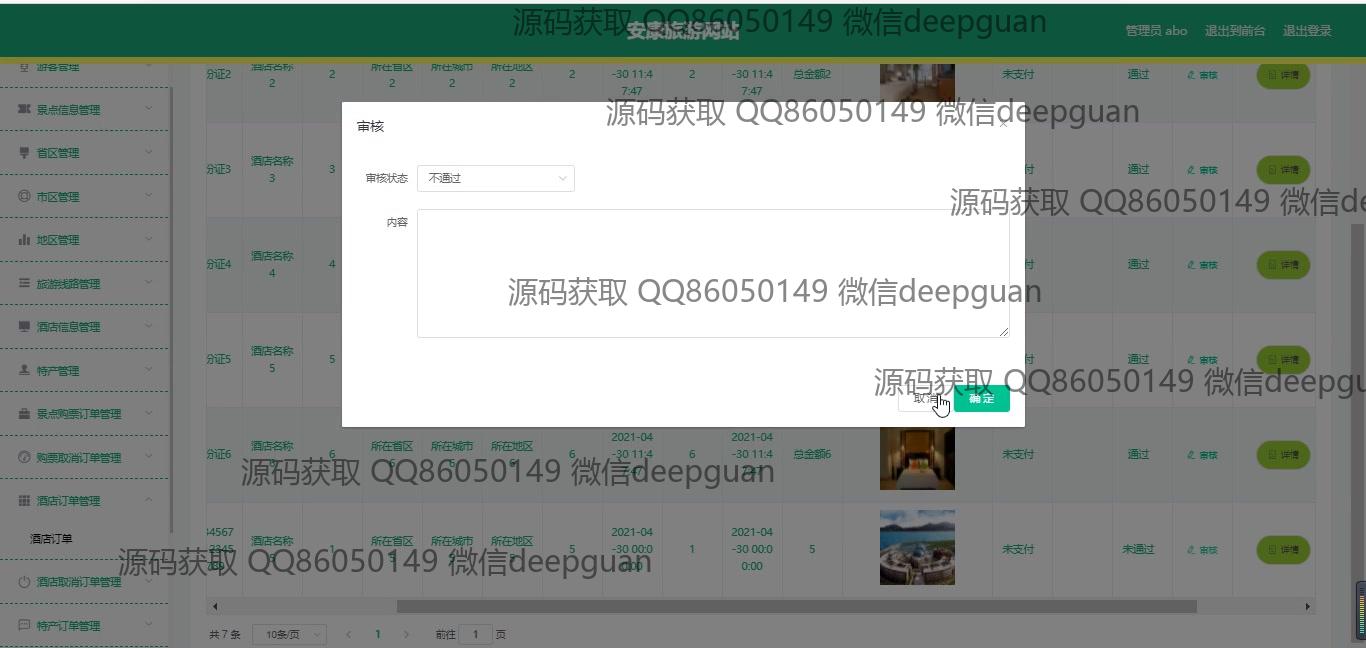 源码获取 QQ86050149 微信deepguan
安康旅游网站
管理员 abo
退出到前台
退出登录
游客管理
景点信息管理
省区管理
市区管理
地区管理
旅游线路管理
酒店信息管理
特产管理
景点购票订单管理
购票取消订单管理
酒店订单管理
酒店订单
酒店取消订单管理
特产订单管理
份证2
酒店名称
2
2
所在省区
2
所在城市
2
所在地区
2
2
-30 11:4
7:47
2
-30 11:4
7:47
总金额2
未支付
通过
审核
详情
源码获取 QQ86050149 微信deepguan
审核
审核状态
不通过
内容
取消
确定
份证3
酒店名称
3
3
付
通过
审核
详情
源码获取 QQ86050149 微信de
份证4
酒店名称
4
4
付
通过
审核
详情
源码获取 QQ86050149 微信deepguan
份证5
酒店名称
5
5
付
通过
审核
详情
源码获取 QQ86050149 微信deepgu
份证6
酒店名称
6
所在省区
所在城市
所在地区
6
2021-04
-30 11:4
6
2021-04
-30 11:4
总金额6
未支付
通过
审核
详情
源码获取 QQ86050149 微信deepguan
酒店名称
1
所在省区
所在城市
所在地区
5
2021-04
-30 00:0
0:00
1
2021-04
-30 00:0
0:00
5
未支付
未通过
审核
详情
源码获取 QQ86050149 微信deepguan
共 7 条
10条/页
1
前往
1
页